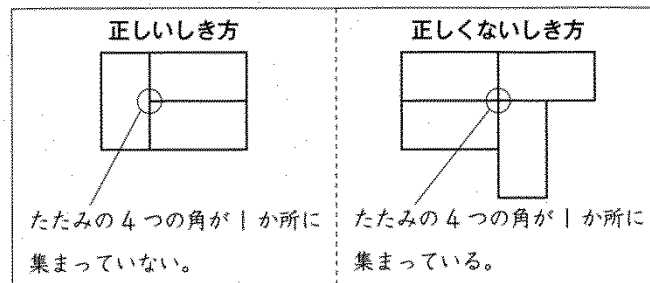 正しいしき方
たたみの4つの角が1か所に
集まっていない。
正しくないしき方
たたみの4つの角が1か所に
集まっている。